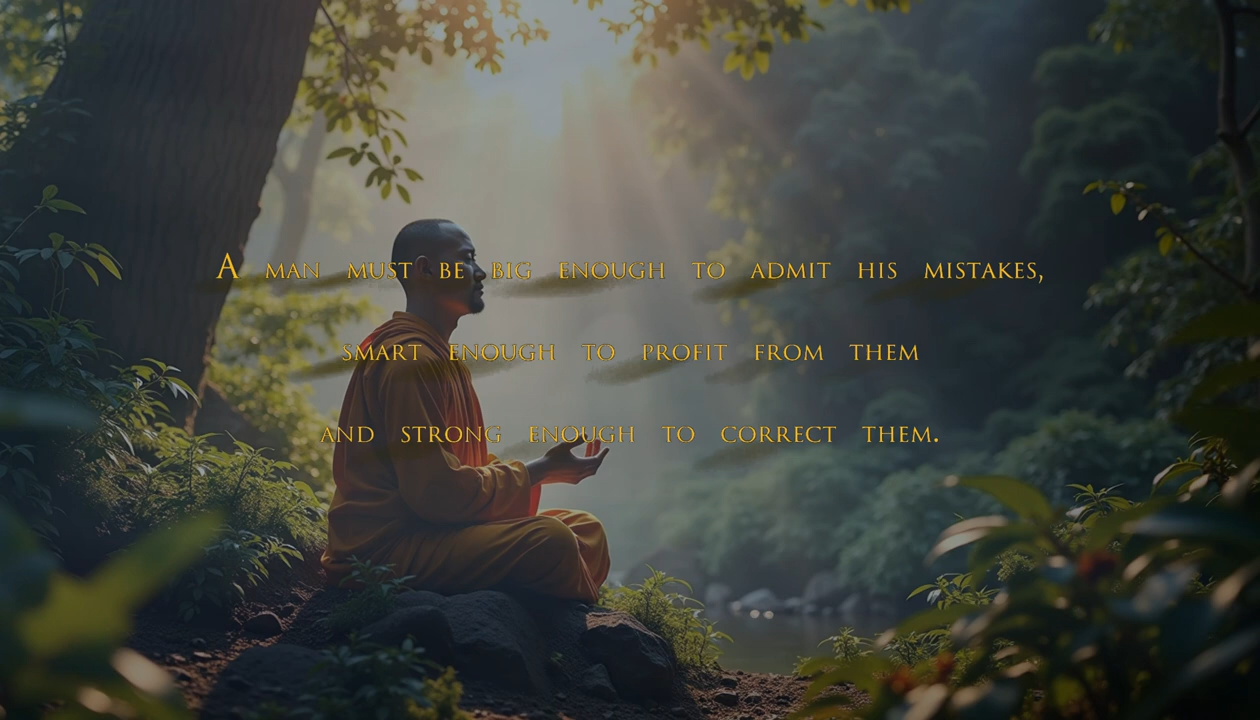 A man must be big enough to admit his mistakes,
smart enough to profit from them
and strong enough to correct them.